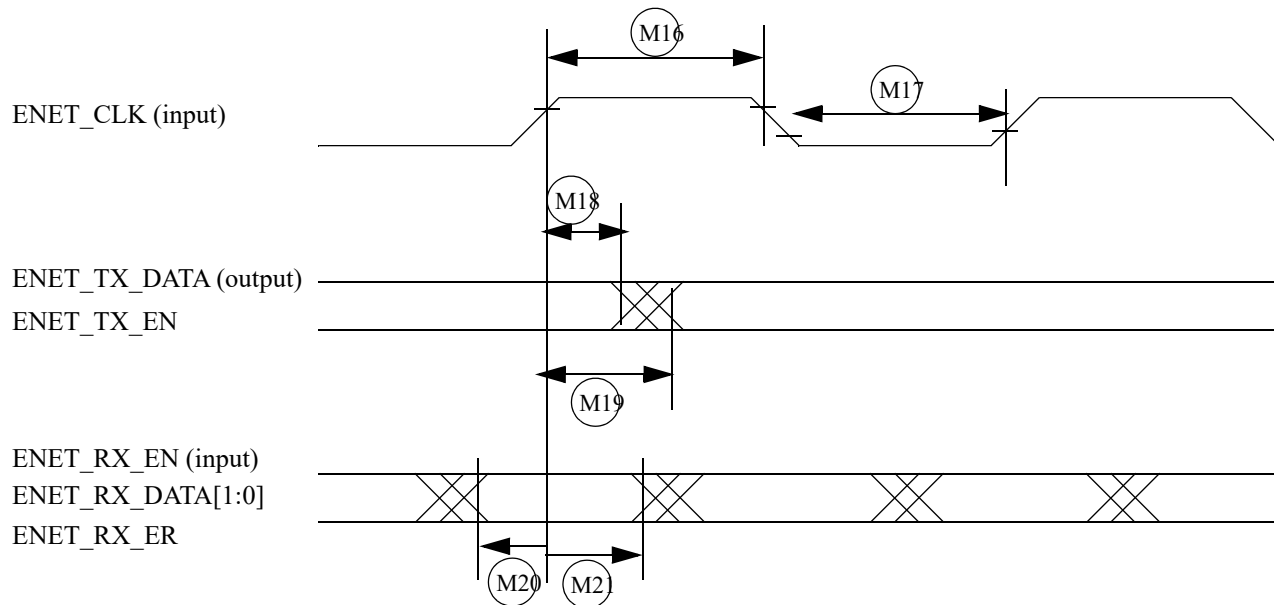 M16
M17
ENET_CLK (input)
M18
ENET_TX_DATA (output)
ENET_TX_EN
M19
ENET_RX_EN (input)
ENET_RX_DATA[1:0]
ENET_RX_ER
M20
M21